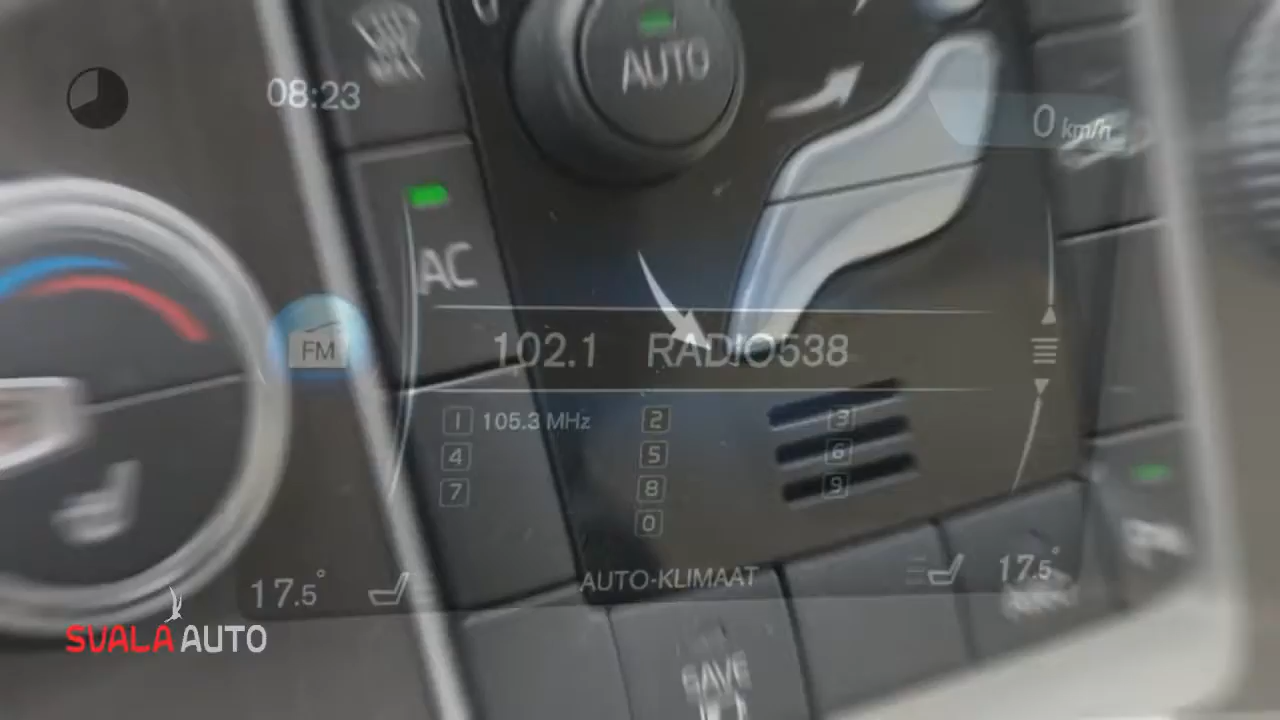 AUTO
08:23
0 km/h
AC
FM
102.1 RADIO538
1 105.3 MHz 2 3
4 5 6
7 8 9
0
17.5° AUTO-KLIMAAT 17.5°
SVALA AUTO
SAVE